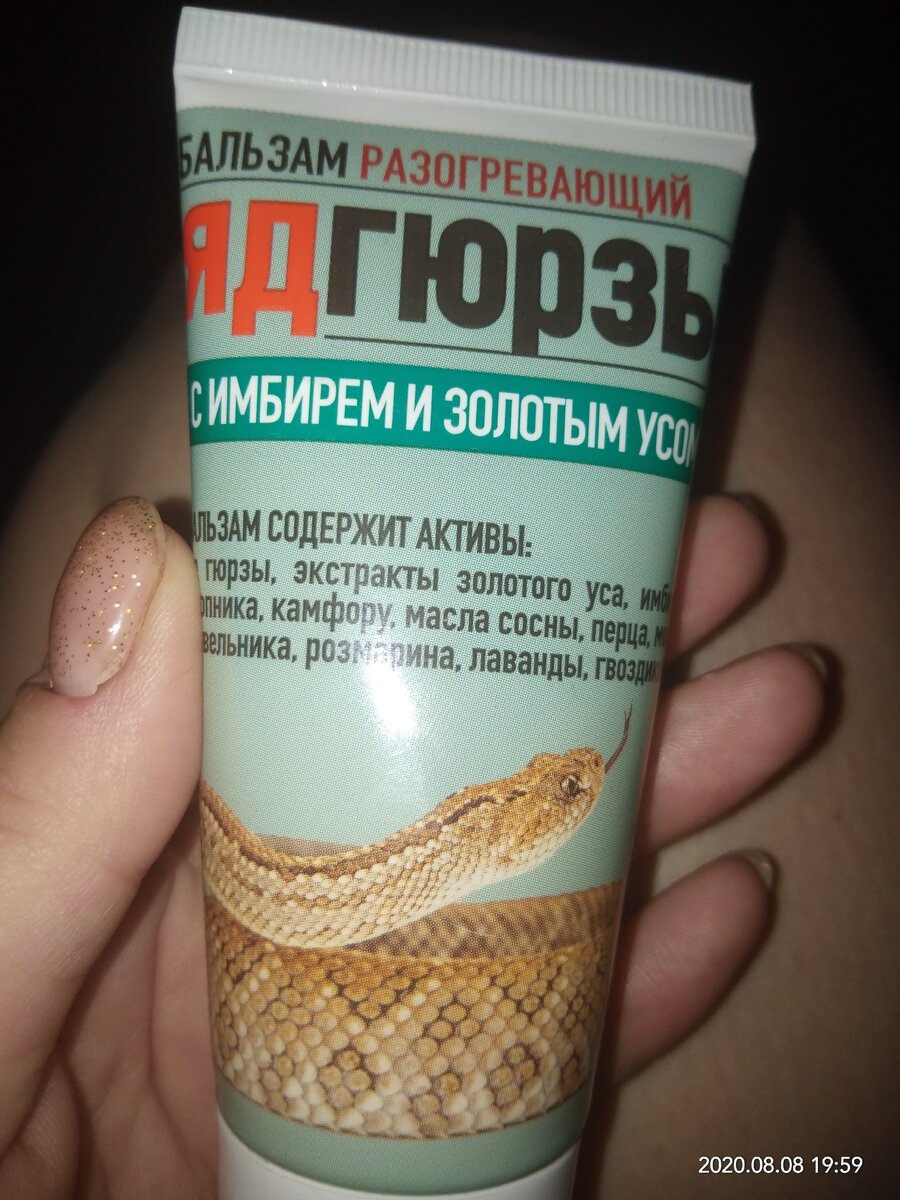 БАЛЬЗАМ РАЗОГРЕВАЮЩИЙ
ЯДГЮРЗЫ
С ИМБИРЕМ И ЗОЛОТЫМ УСОМ
БАЛЬЗАМ СОДЕРЖИТ АКТИВЫ:
гюрзы, экстракты золотого уса,
камфору, масла сосны, перца,
розмарина, лаванды,
2020.08.08 19:59